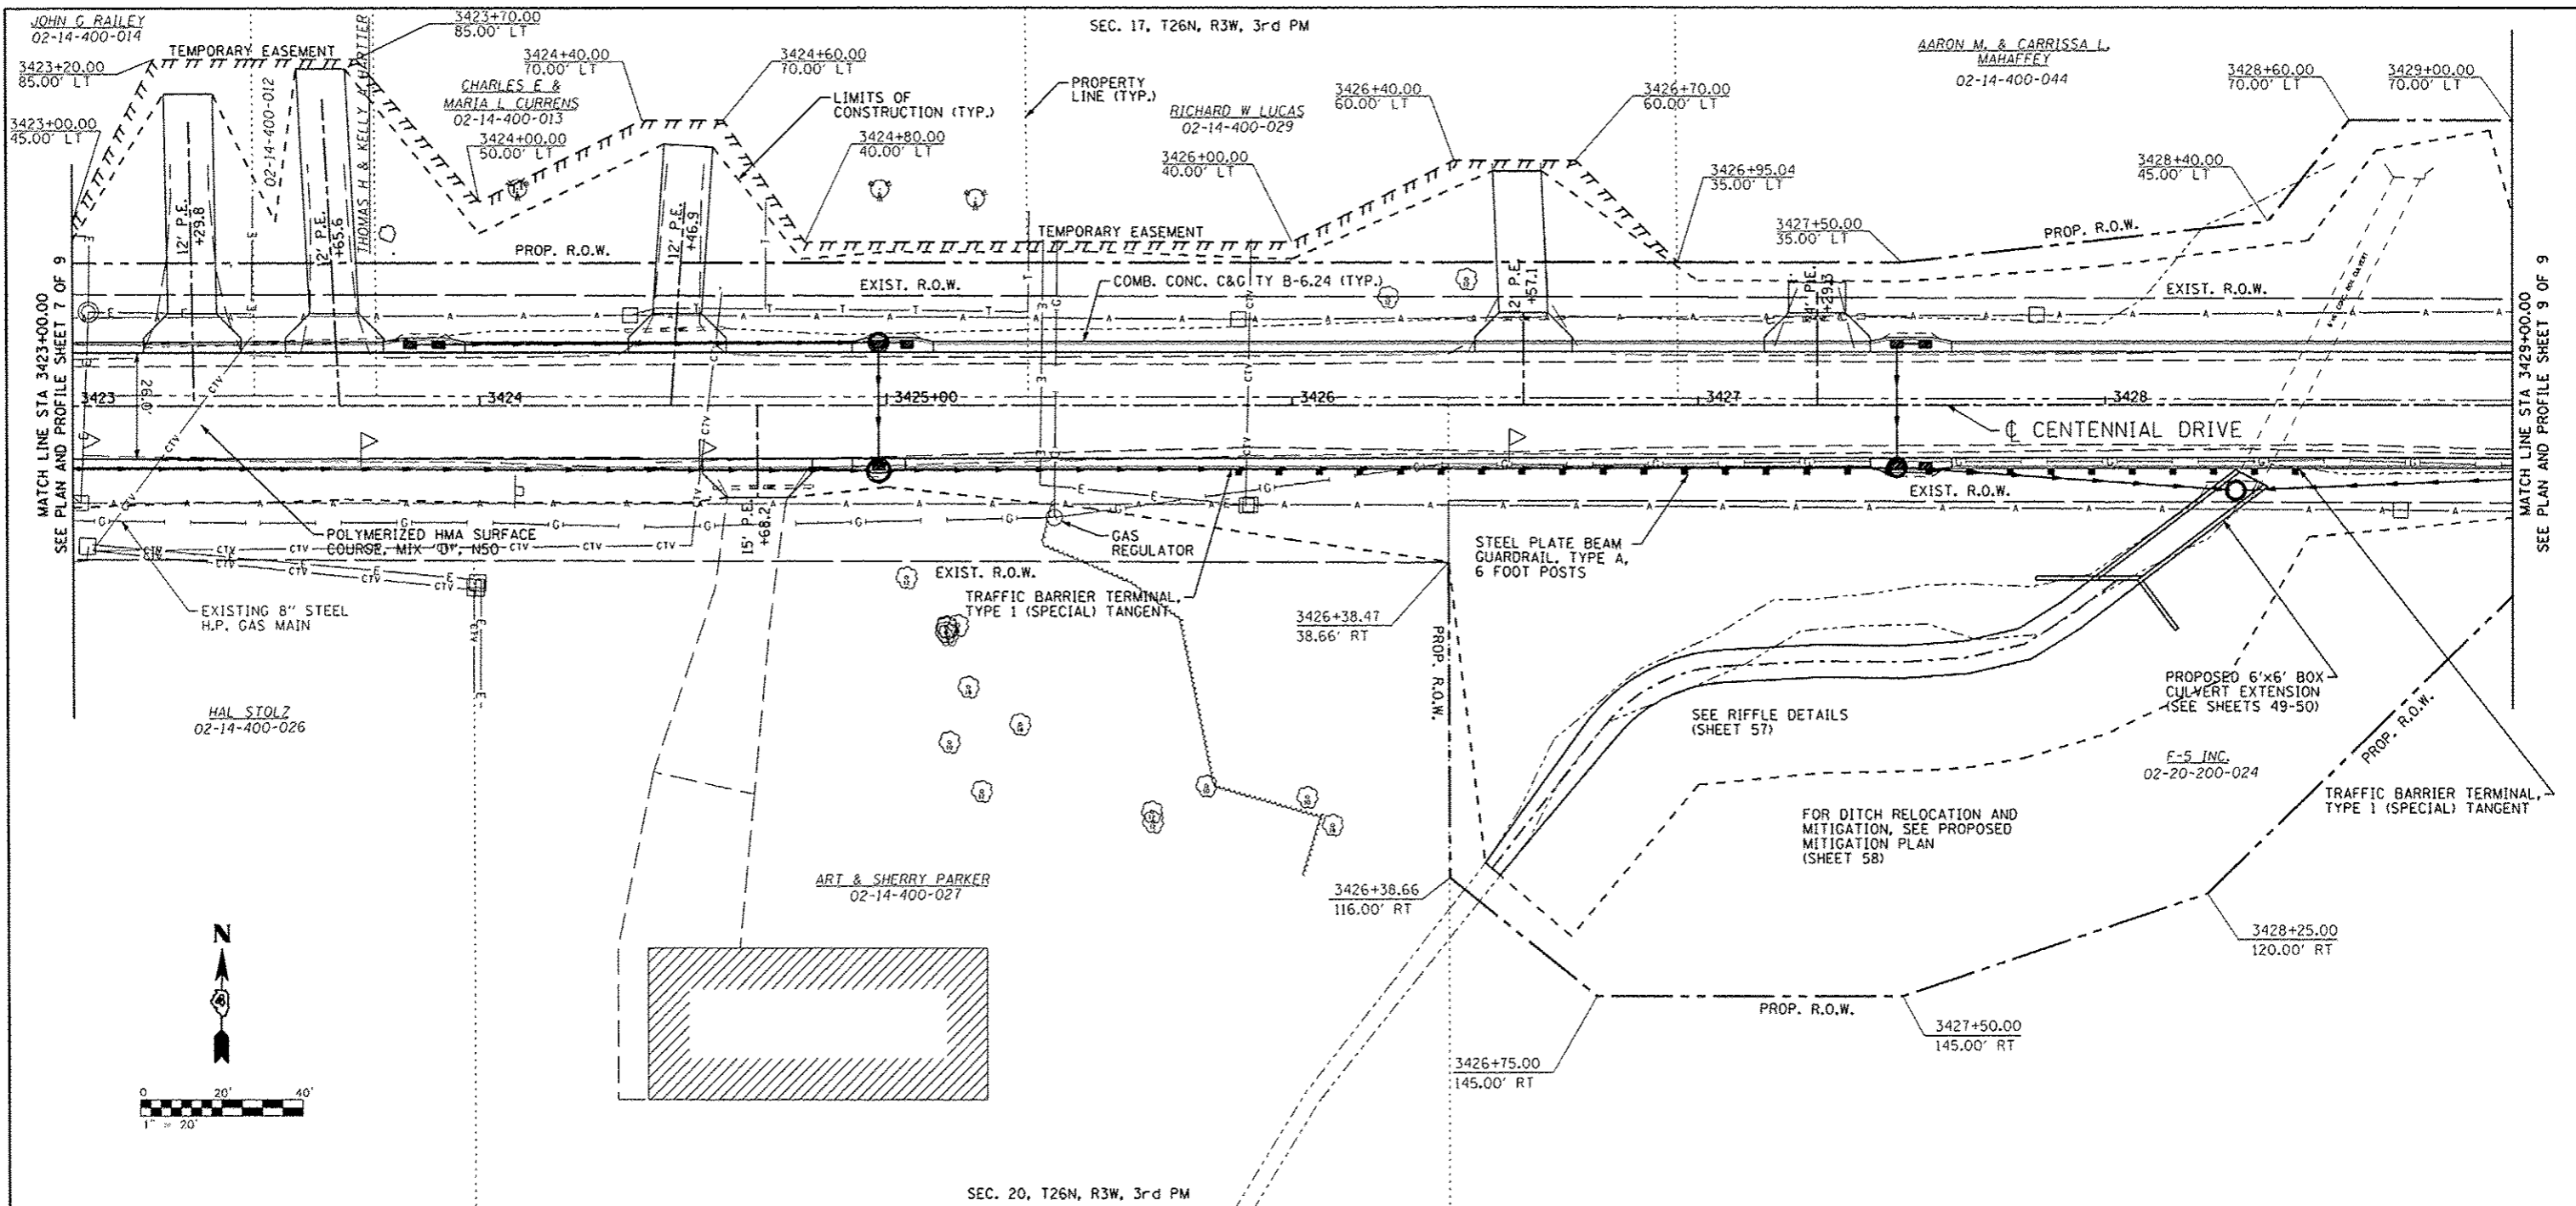 JOHN G RAILEY
02-14-400-014
TEMPORARY EASEMENT
3423+20.00
85.00' LT
3423+70.00
85.00' LT
3423+00.00
45.00' LT
02-14-400-012
THOMAS H & KELLY A HARTTER
CHARLES E &
MARIA L CURRENS
02-14-400-013
3424+00.00
50.00' LT
3424+40.00
70.00' LT
3424+60.00
70.00' LT
LIMITS OF
CONSTRUCTION (TYP.)
3424+80.00
40.00' LT
SEC. 17, T26N, R3W, 3rd PM
PROPERTY
LINE (TYP.)
RICHARD W LUCAS
02-14-400-029
3426+00.00
40.00' LT
3426+40.00
60.00' LT
3426+70.00
60.00' LT
3426+95.04
35.00' LT
AARON M. & CARRISSA L.
MAHAFFEY
02-14-400-044
3427+50.00
35.00' LT
3428+40.00
45.00' LT
3428+60.00
70.00' LT
3429+00.00
70.00' LT
12' P.E.
+29.8
12' P.E.
+65.6
12' P.E.
+46.9
+57.1
PROP. R.O.W.
TEMPORARY EASEMENT
PROP. R.O.W.
EXIST. R.O.W.
COMB. CONC. C&G TY B-6.24 (TYP.)
EXIST. R.O.W.
MATCH LINE STA 3423+00.00
SEE PLAN AND PROFILE SHEET 7 OF 9
26.0'
3423
3424
3425+00
3426
3427
3428
℄ CENTENNIAL DRIVE
MATCH LINE STA 3429+00.00
SEE PLAN AND PROFILE SHEET 9 OF 9
15' P.E.
+68.2
POLYMERIZED HMA SURFACE
COURSE, MIX "D", N50
EXISTING 8" STEEL
H.P. GAS MAIN
GAS
REGULATOR
EXIST. R.O.W.
EXIST. R.O.W.
TRAFFIC BARRIER TERMINAL,
TYPE 1 (SPECIAL) TANGENT
STEEL PLATE BEAM
GUARDRAIL, TYPE A,
6 FOOT POSTS
3426+38.47
38.66' RT
PROP. R.O.W.
HAL STOLZ
02-14-400-026
SEE RIFFLE DETAILS
(SHEET 57)
PROPOSED 6'x6' BOX
CULVERT EXTENSION
(SEE SHEETS 49-50)
PROP. R.O.W.
F-5 INC.
02-20-200-024
TRAFFIC BARRIER TERMINAL,
TYPE 1 (SPECIAL) TANGENT
FOR DITCH RELOCATION AND
MITIGATION, SEE PROPOSED
MITIGATION PLAN
(SHEET 58)
ART & SHERRY PARKER
02-14-400-027
3426+38.66
116.00' RT
3428+25.00
120.00' RT
PROP. R.O.W.
3427+50.00
145.00' RT
3426+75.00
145.00' RT
N
0 20' 40'
1" = 20'
SEC. 20, T26N, R3W, 3rd PM